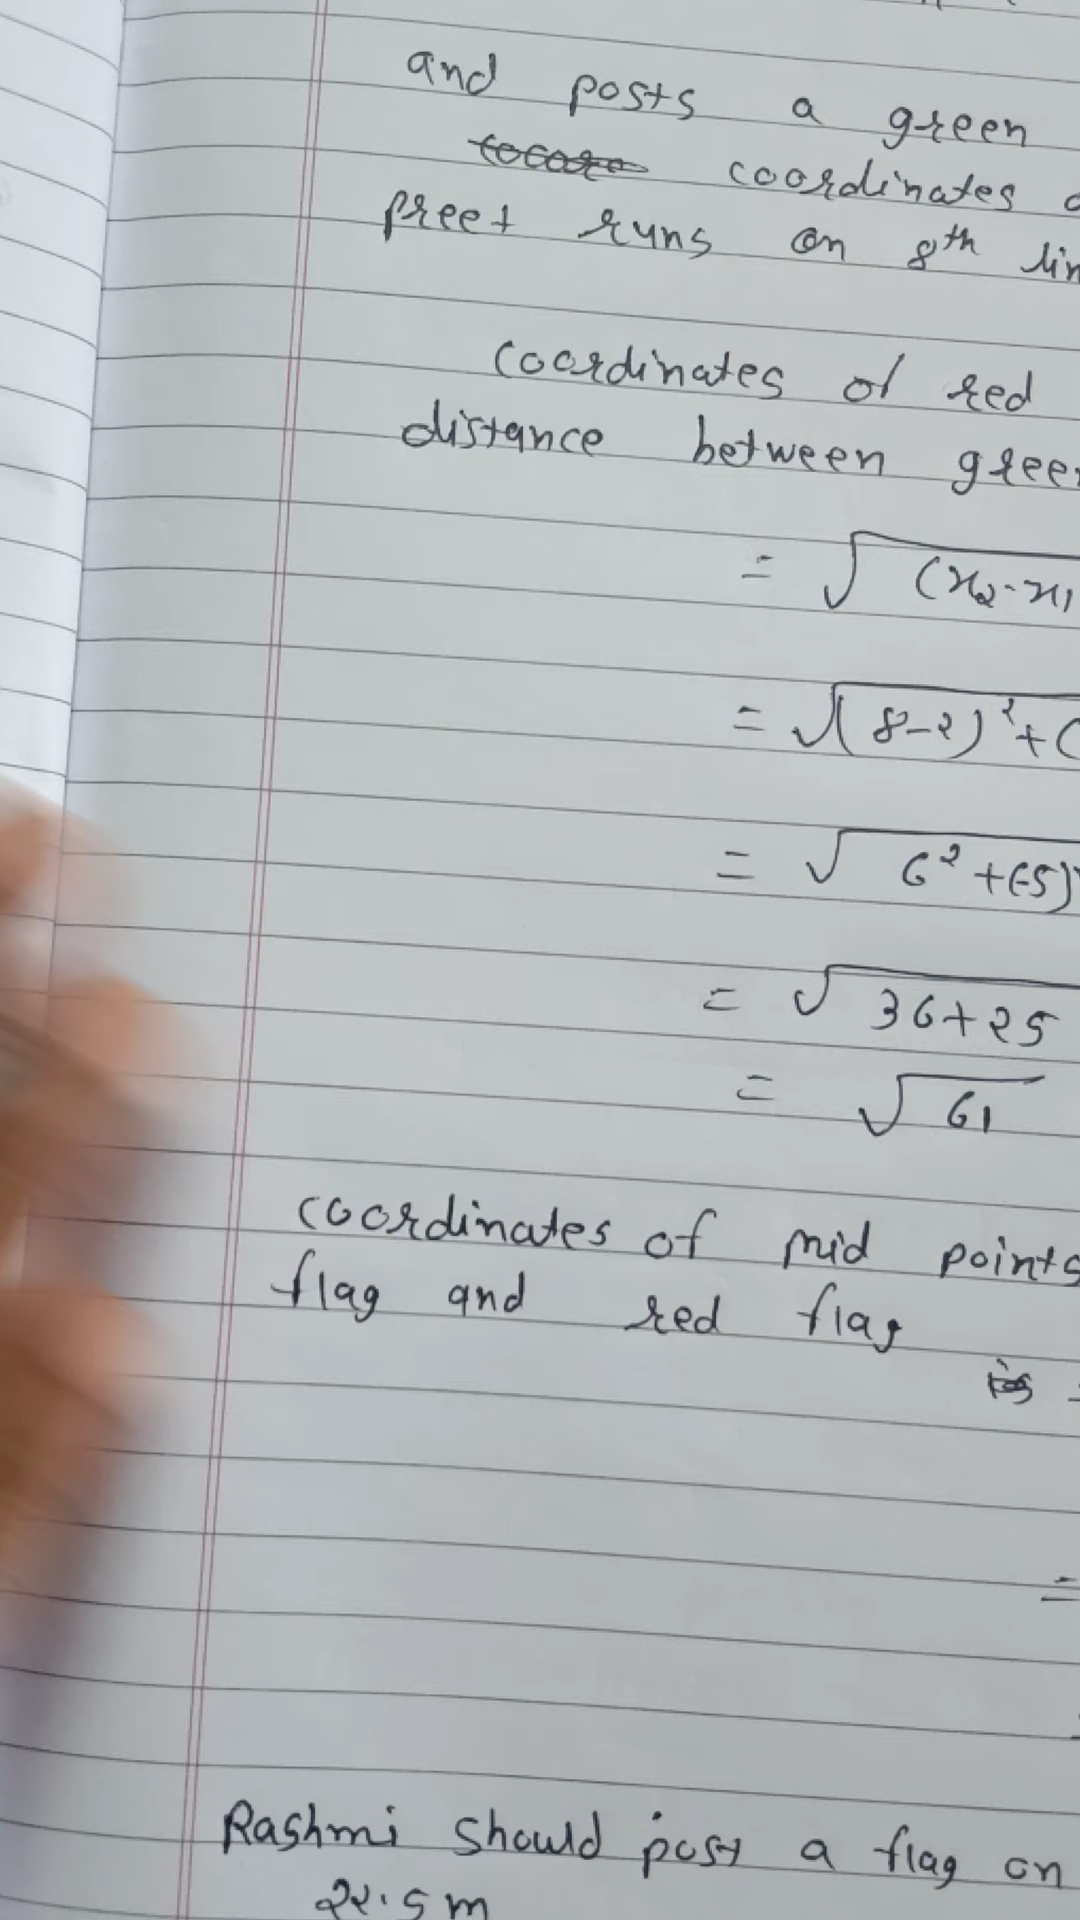 and posts a green
coordinates
preet runs on 8th
coordinates of red
distance between
= √(x2-x1
= √(8-2)²+(
= √6²+(-5)²
= √36+25
= √61
coordinates of mid points
flag and red flag
is
=
Rashmi should post a flag on
22.5m